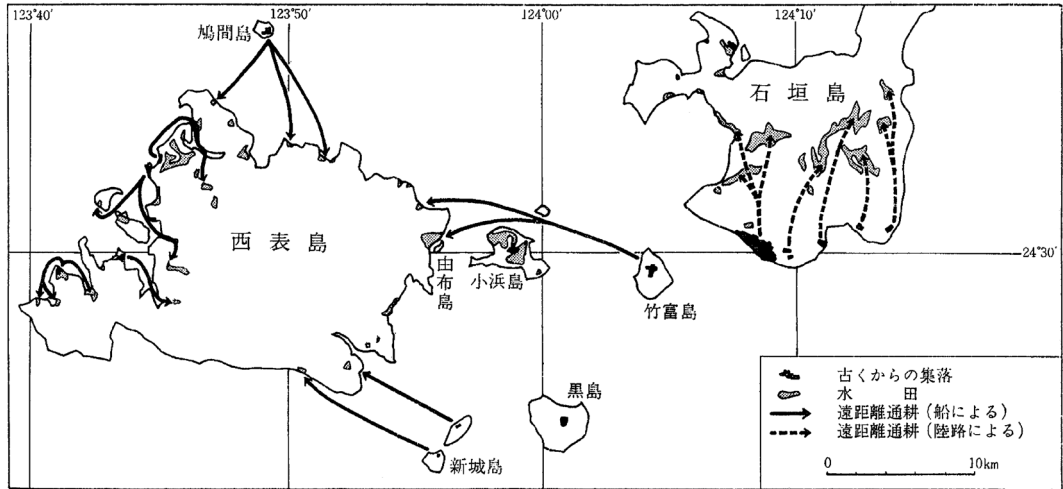 123°40′
123°50′
124°00′
124°10′
鳩間島
石垣島
西表島
由布島
小浜島
竹富島
24°30′
黒島
新城島
古くからの集落
水田
遠距離通耕(船による)
遠距離通耕(陸路による)
0 10km